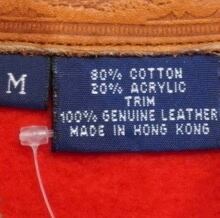 M
80% COTTON
20% ACRYLIC
TRIM
100% GENUINE LEATHER
MADE IN HONG KONG